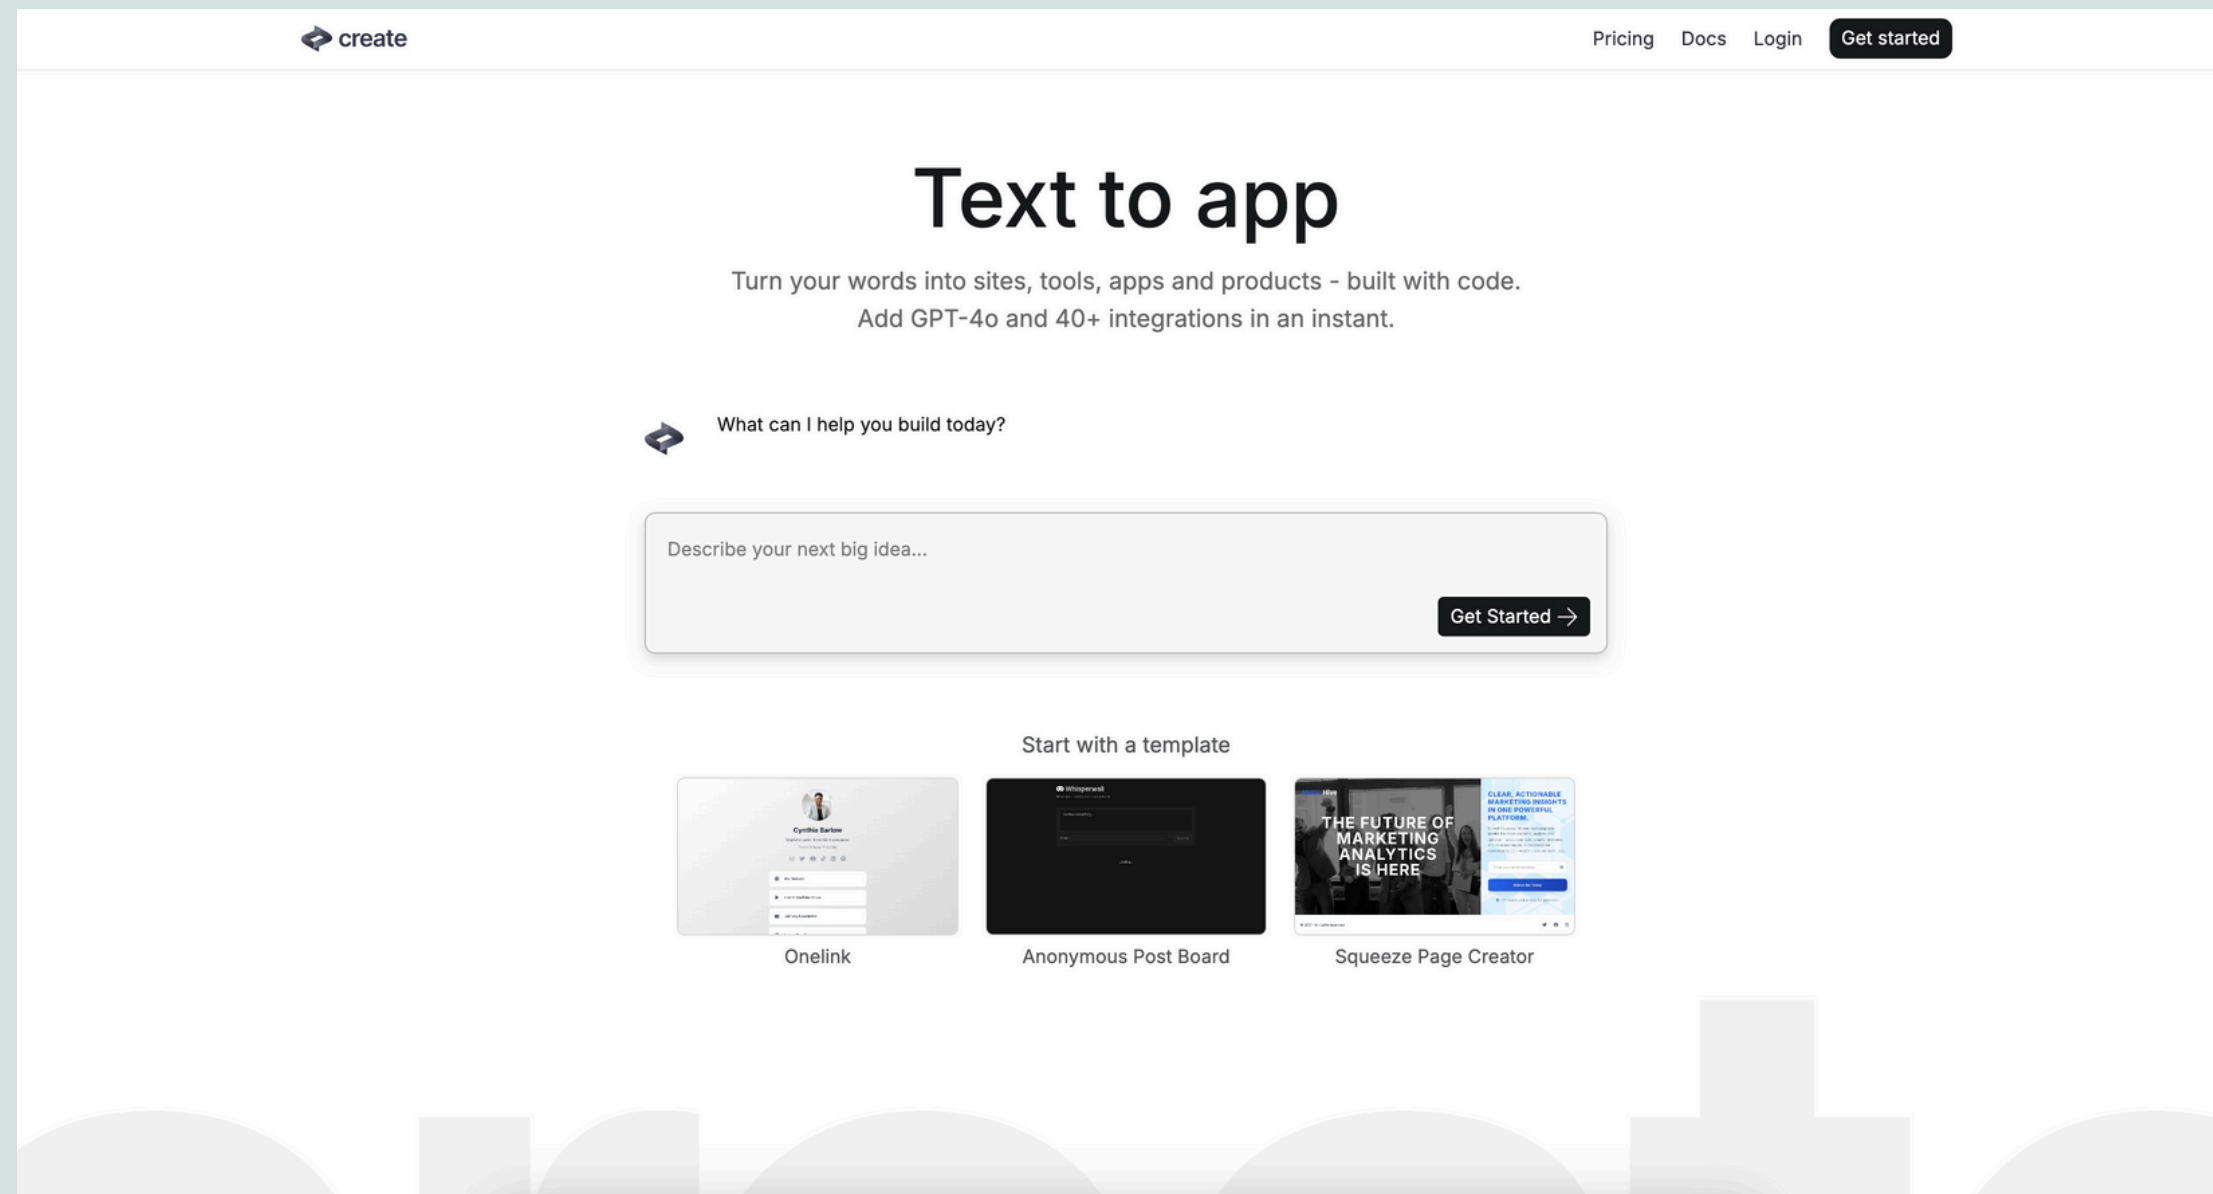 create
Pricing Docs Login Get started
Text to app
Turn your words into sites, tools, apps and products - built with code.
Add GPT-4o and 40+ integrations in an instant.
What can I help you build today?
Describe your next big idea...
Get Started →
Start with a template
Cynthia Barlow
Whisperwall
Hive
THE FUTURE OF
MARKETING
ANALYTICS
IS HERE
CLEAR, ACTIONABLE
MARKETING INSIGHTS
IN ONE POWERFUL
PLATFORM.
Onelink
Anonymous Post Board
Squeeze Page Creator